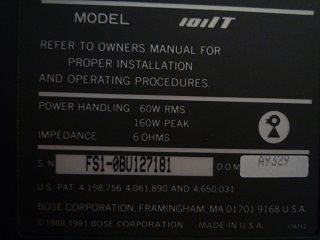 MODEL 101IT
REFER TO OWNERS MANUAL FOR
PROPER INSTALLATION
AND OPERATING PROCEDURES.
POWER HANDLING 60W RMS
160W PEAK
IMPEDANCE 6 OHMS
S.N FS1-0BU127181 D O M A9329
U.S. PAT. 4,158,756 4,061,890 AND 4,650,031
BOSE CORPORATION, FRAMINGHAM, MA 01701-9168 U.S.A.
© 1988, 1991 BOSE CORPORATION MADE IN U.S.A.